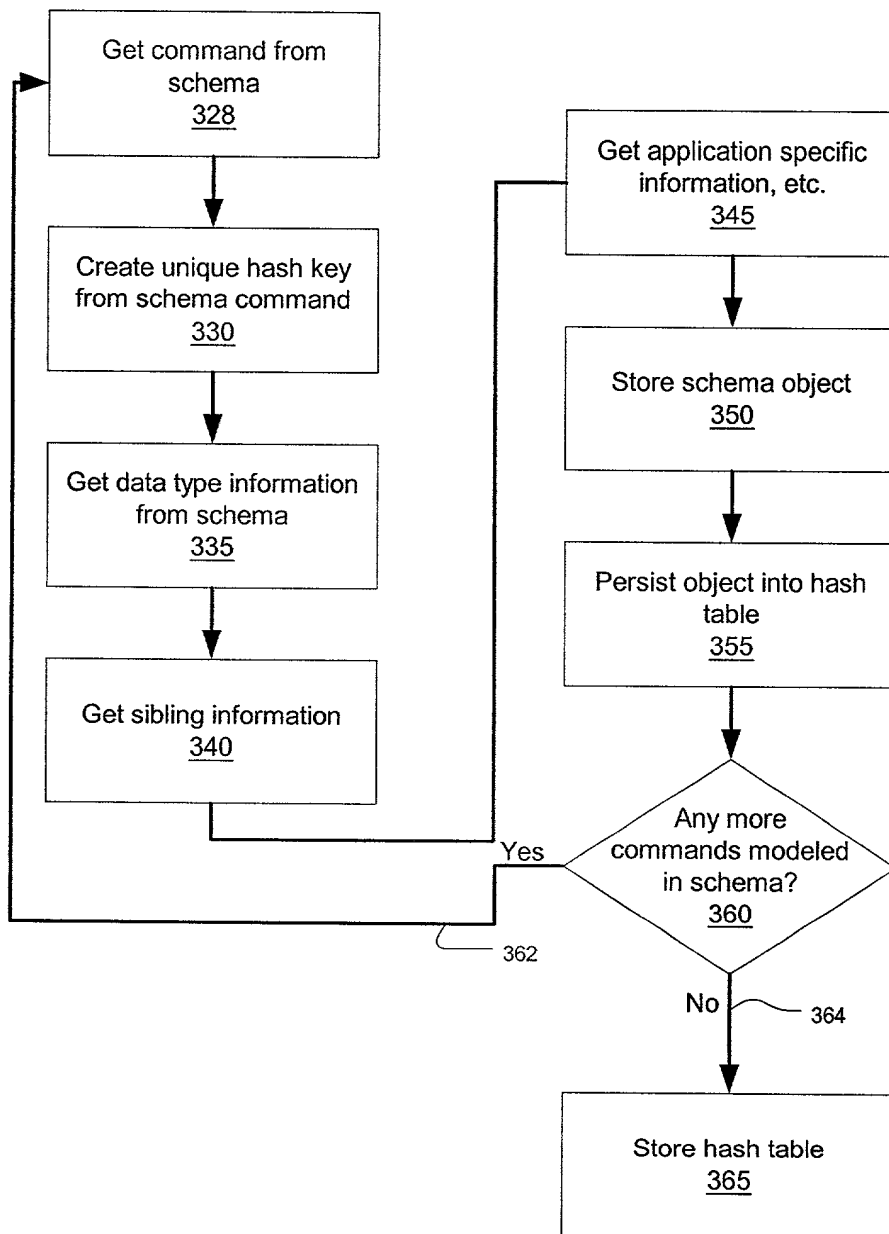 Get command from
schema
328
Create unique hash key
from schema command
330
Get data type information
from schema
335
Get sibling information
340
Get application specific
information, etc.
345
Store schema object
350
Persist object into hash
table
355
Any more
commands modeled
in schema?
360
Yes
362
No
364
Store hash table
365